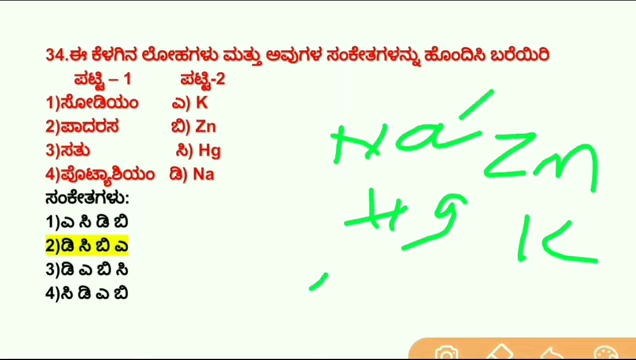 34.ಈ ಕೆಳಗಿನ ಲೋಹಗಳು ಮತ್ತು ಅವುಗಳ ಸಂಕೇತಗಳನ್ನು ಹೊಂದಿಸಿ ಬರೆಯಿರಿ
ಪಟ್ಟಿ – 1 ಪಟ್ಟಿ-2
1)ಸೋಡಿಯಂ ಎ) K
2)ಪಾದರಸ ಬಿ) Zn
3)ಸತು ಸಿ) Hg
4)ಪೊಟ್ಯಾಶಿಯಂ ಡಿ) Na
ಸಂಕೇತಗಳು:
1)ಎ ಸಿ ಡಿ ಬಿ
2)ಡಿ ಸಿ ಬಿ ಎ
3)ಡಿ ಎ ಬಿ ಸಿ
4)ಸಿ ಡಿ ಎ ಬಿ
Na Zn
Hg K